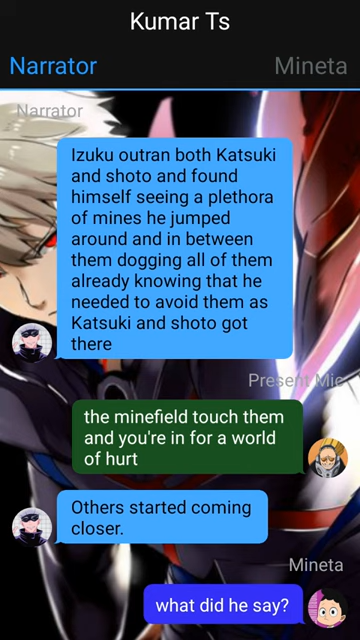 Kumar Ts
Narrator
Mineta
Narrator
Izuku outran both Katsuki
and shoto and found
himself seeing a plethora
of mines he jumped
around and in between
them dogging all of them
already knowing that he
needed to avoid them as
Katsuki and shoto got
there
Present Mic
the minefield touch them
and you're in for a world
of hurt
Others started coming
closer.
Mineta
what did he say?